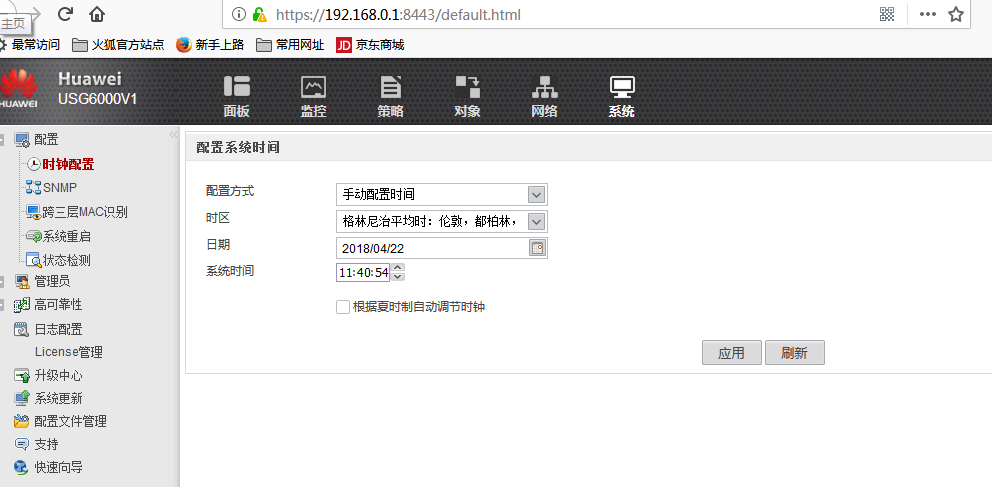 主页
https://192.168.0.1:8443/default.html
最常访问 火狐官方站点 新手上路 常用网址 JD 京东商城
HUAWEI
Huawei
USG6000V1
面板 监控 策略 对象 网络 系统
配置
时钟配置
SNMP
跨三层MAC识别
系统重启
状态检测
管理员
高可靠性
日志配置
License管理
升级中心
系统更新
配置文件管理
支持
快速向导
配置系统时间
配置方式 手动配置时间
时区 格林尼治平均时：伦敦，都柏林，
日期 2018/04/22
系统时间 11:40:54
根据夏时制自动调节时钟
应用 刷新